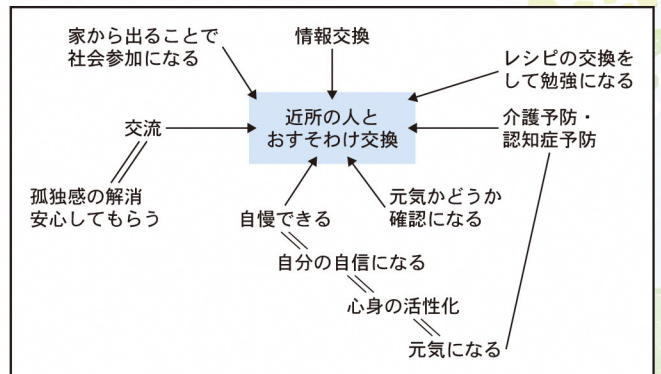 家から出ることで
社会参加になる
情報交換
レシピの交換を
して勉強になる
近所の人と
おすそわけ交換
交流
介護予防・
認知症予防
孤独感の解消
安心してもらう
自慢できる
元気かどうか
確認になる
自分の自信になる
心身の活性化
元気になる